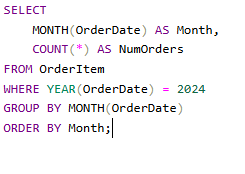 SELECT
MONTH(OrderDate) AS Month,
COUNT(*) AS NumOrders
FROM OrderItem
WHERE YEAR(OrderDate) = 2024
GROUP BY MONTH(OrderDate)
ORDER BY Month;